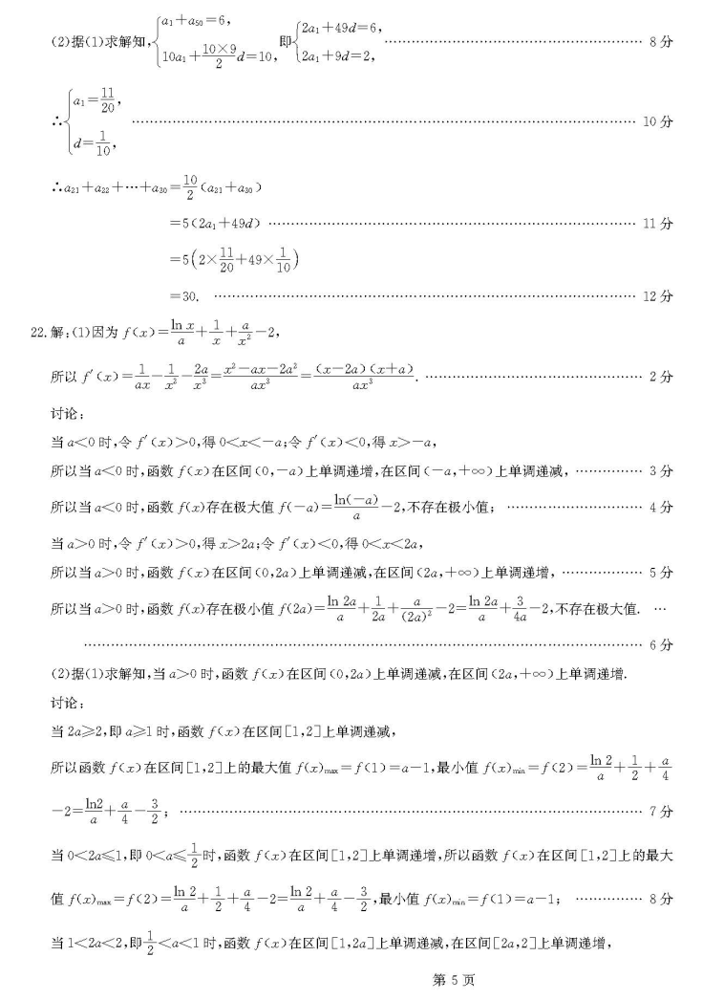 (2)据(1)求解知,{a₁+a₅₀=6, 10a₁+(10×9)/2 d=10, 即{2a₁+49d=6, 2a₁+9d=2, …… 8分
∴{a₁=11/20, d=1/10, …… 10分
∴a₂₁+a₂₂+…+a₃₀=10/2(a₂₁+a₃₀)
=5(2a₁+49d) …… 11分
=5(2×11/20+49×1/10)
=30. …… 12分
22.解:(1)因为 f(x)=ln x/a+1/x+a/x²-2,
所以 f′(x)=1/(ax)-1/x²-2a/x³=(x²-ax-2a²)/(ax³)=(x-2a)(x+a)/(ax³). …… 2分
讨论:
当 a<0 时,令 f′(x)>0,得 0<x<-a;令 f′(x)<0,得 x>-a,
所以当 a<0 时,函数 f(x)在区间(0,-a)上单调递增,在区间(-a,+∞)上单调递减, …… 3分
所以当 a<0 时,函数 f(x)存在极大值 f(-a)=ln(-a)/a-2,不存在极小值; …… 4分
当 a>0 时,令 f′(x)>0,得 x>2a;令 f′(x)<0,得 0<x<2a,
所以当 a>0 时,函数 f(x)在区间(0,2a)上单调递减,在区间(2a,+∞)上单调递增, …… 5分
所以当 a>0 时,函数 f(x)存在极小值 f(2a)=ln 2a/a+1/(2a)+a/(2a)²-2=ln 2a/a+3/(4a)-2,不存在极大值. …
…… 6分
(2)据(1)求解知,当 a>0 时,函数 f(x)在区间(0,2a)上单调递减,在区间(2a,+∞)上单调递增.
讨论:
当 2a≥2,即 a≥1 时,函数 f(x)在区间[1,2]上单调递减,
所以函数 f(x)在区间[1,2]上的最大值 f(x)max=f(1)=a-1,最小值 f(x)min=f(2)=ln 2/a+1/2+a/4
-2=ln2/a+a/4-3/2; …… 7分
当 0<2a≤1,即 0<a≤1/2时,函数 f(x)在区间[1,2]上单调递增,所以函数 f(x)在区间[1,2]上的最大
值 f(x)max=f(2)=ln 2/a+1/2+a/4-2=ln 2/a+a/4-3/2,最小值 f(x)min=f(1)=a-1; …… 8分
当 1<2a<2,即1/2<a<1 时,函数 f(x)在区间[1,2a]上单调递减,在区间[2a,2]上单调递增,
第 5 页